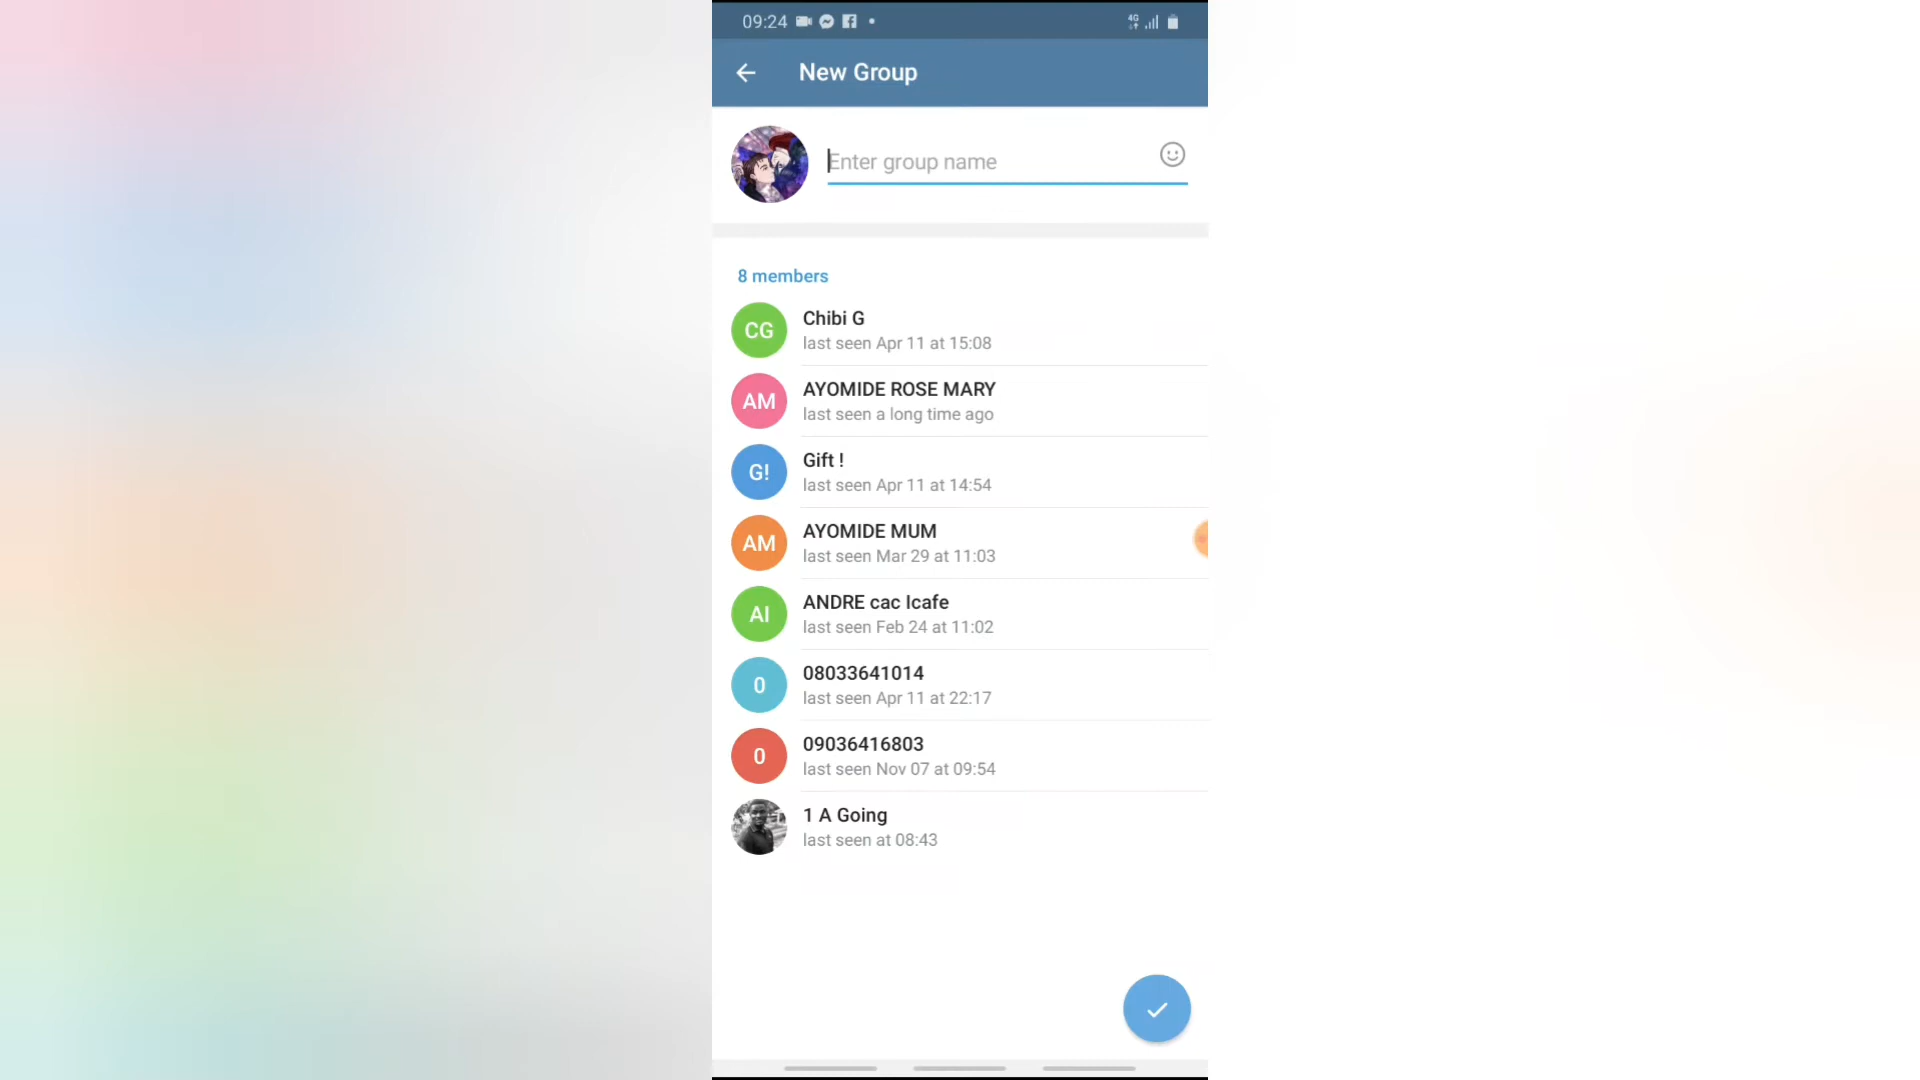 09:24
4G
New Group
Enter group name
8 members
CG
Chibi G
last seen Apr 11 at 15:08
AM
AYOMIDE ROSE MARY
last seen a long time ago
G!
Gift !
last seen Apr 11 at 14:54
AM
AYOMIDE MUM
last seen Mar 29 at 11:03
AI
ANDRE cac Icafe
last seen Feb 24 at 11:02
0
08033641014
last seen Apr 11 at 22:17
0
09036416803
last seen Nov 07 at 09:54
1 A Going
last seen at 08:43